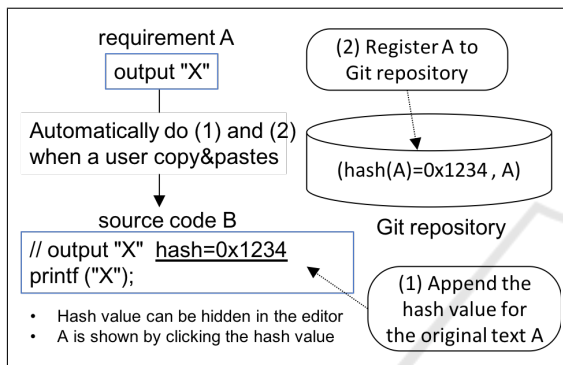 requirement A
output "X"
Automatically do (1) and (2)
when a user copy&pastes
source code B
// output "X"  hash=0x1234
printf ("X");
• Hash value can be hidden in the editor
• A is shown by clicking the hash value
(2) Register A to
Git repository
(hash(A)=0x1234 , A)
Git repository
(1) Append the
hash value for
the original text A